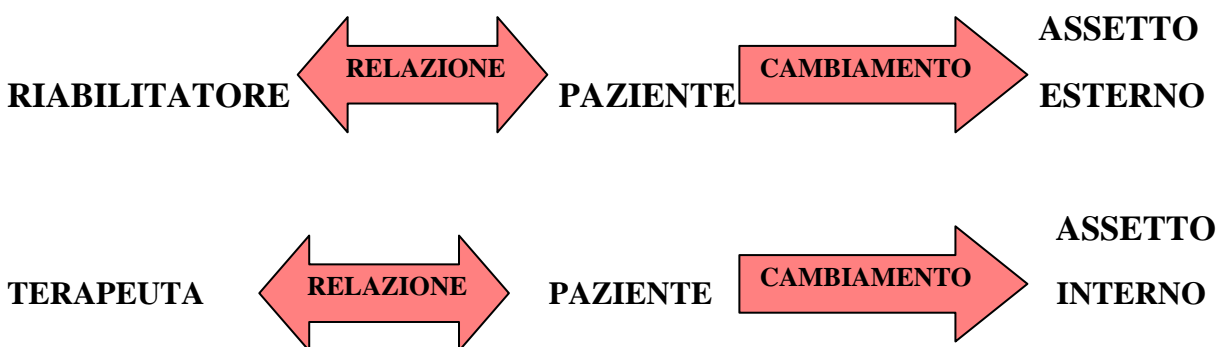 ASSETTO
RIABILITATORE RELAZIONE PAZIENTE CAMBIAMENTO ESTERNO
ASSETTO
TERAPEUTA RELAZIONE PAZIENTE CAMBIAMENTO INTERNO